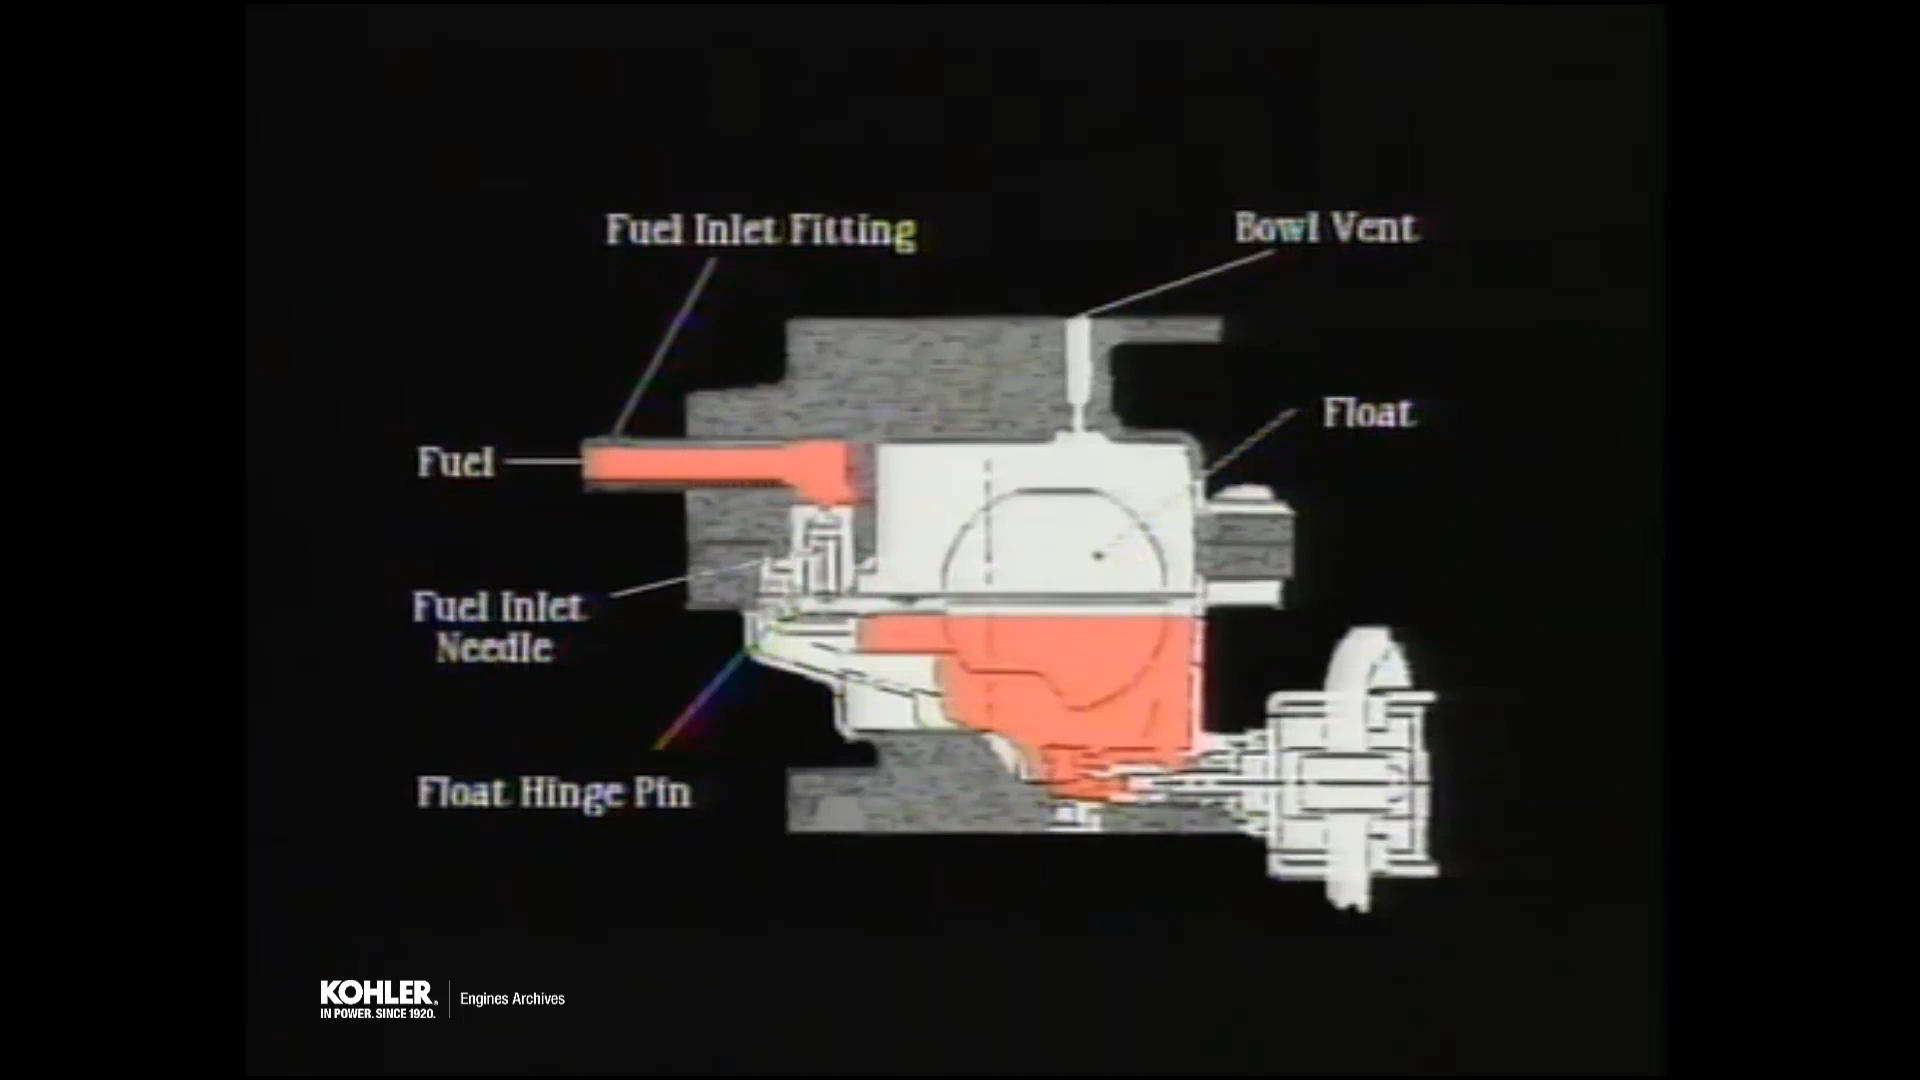 Fuel Inlet Fitting
Bowl Vent
Float
Fuel
Fuel Inlet
Needle
Float Hinge Pin
KOHLER®
IN POWER. SINCE 1920.
Engines Archives